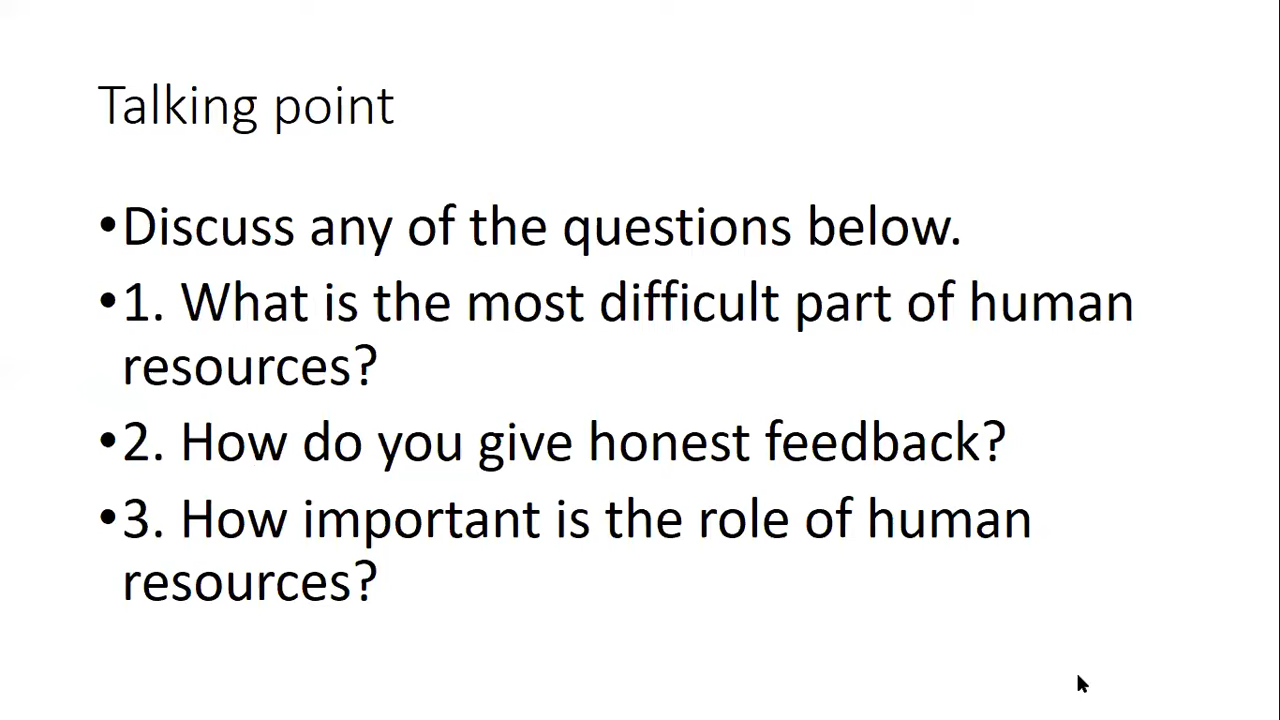 Talking point
•Discuss any of the questions below.
•1. What is the most difficult part of human
resources?
•2. How do you give honest feedback?
•3. How important is the role of human
resources?